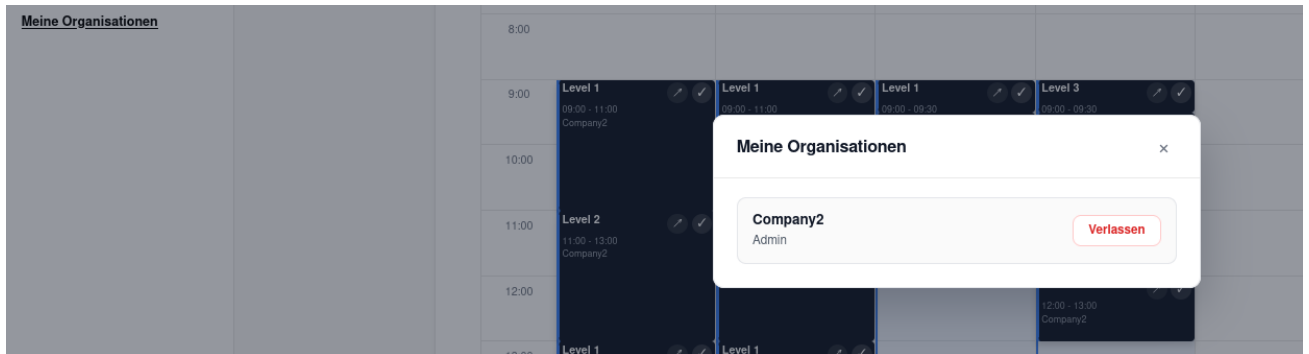 Meine Organisationen
8:00
9:00
Level 1
09:00 - 11:00
Company2
Level 1
09:00 - 11:00
Level 1
09:00 - 09:30
Level 3
09:00 - 09:30
Meine Organisationen
×
Company2
Admin
Verlassen
10:00
11:00
Level 2
11:00 - 13:00
Company2
12:00
12:00 - 13:00
Company2
13:00
Level 1
Level 1